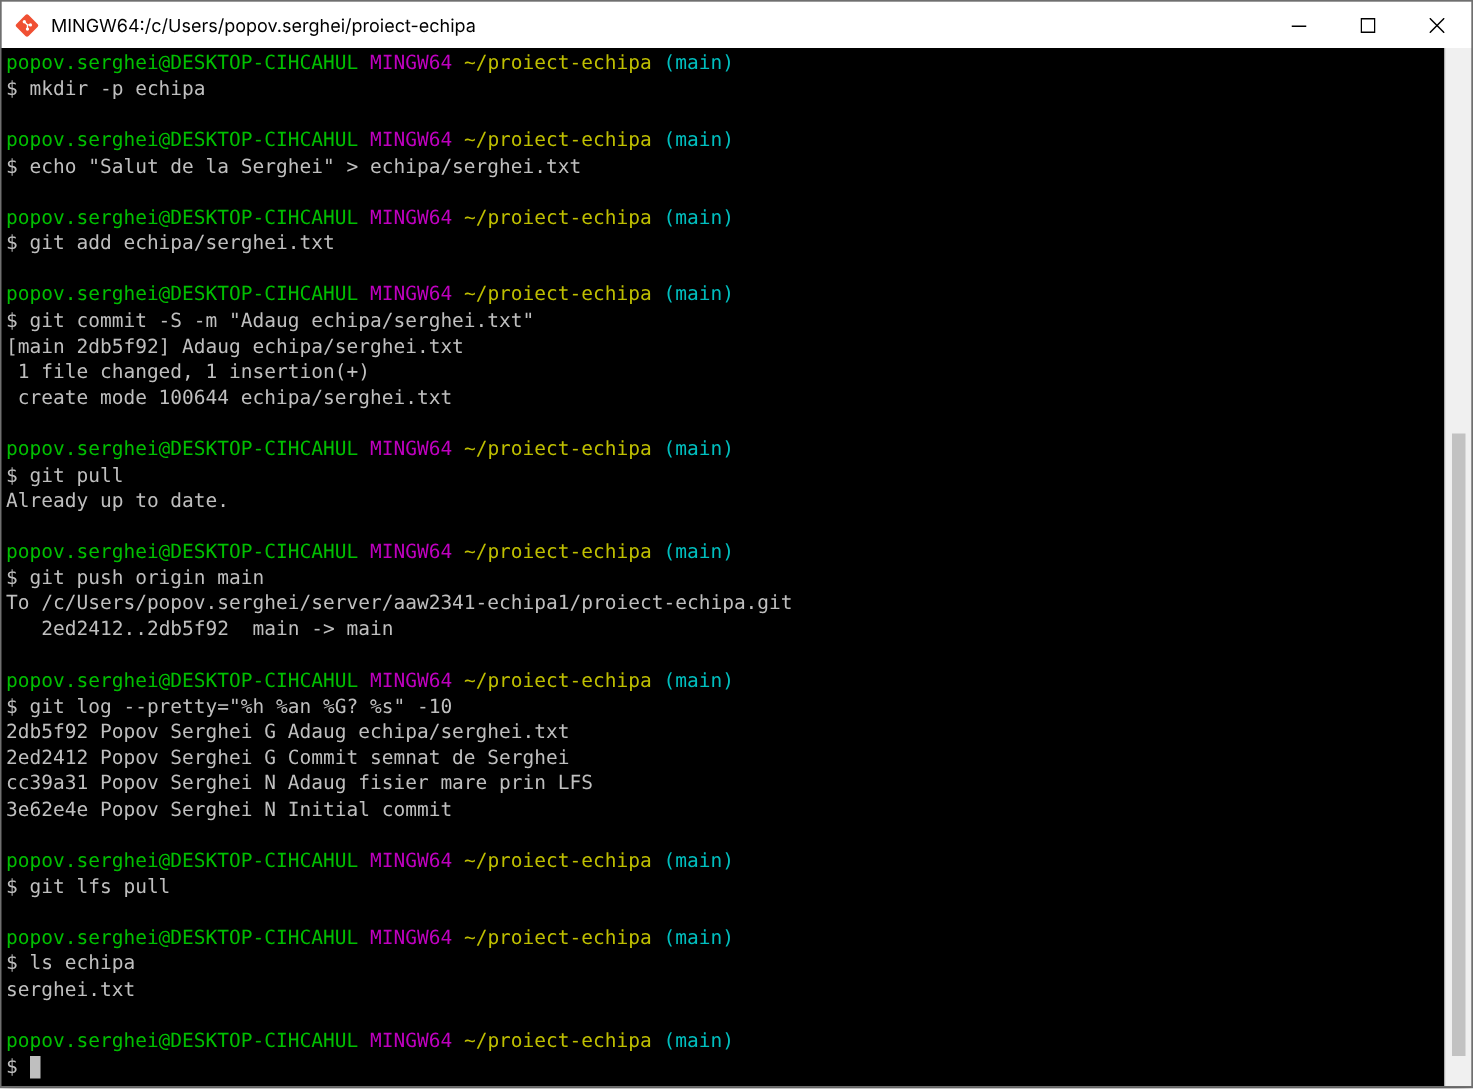 MINGW64:/c/Users/popov.serghei/proiect-echipa
popov.serghei@DESKTOP-CIHCAHUL MINGW64 ~/proiect-echipa (main)
$ mkdir -p echipa
popov.serghei@DESKTOP-CIHCAHUL MINGW64 ~/proiect-echipa (main)
$ echo "Salut de la Serghei" > echipa/serghei.txt
popov.serghei@DESKTOP-CIHCAHUL MINGW64 ~/proiect-echipa (main)
$ git add echipa/serghei.txt
popov.serghei@DESKTOP-CIHCAHUL MINGW64 ~/proiect-echipa (main)
$ git commit -S -m "Adaug echipa/serghei.txt"
[main 2db5f92] Adaug echipa/serghei.txt
 1 file changed, 1 insertion(+)
 create mode 100644 echipa/serghei.txt
popov.serghei@DESKTOP-CIHCAHUL MINGW64 ~/proiect-echipa (main)
$ git pull
Already up to date.
popov.serghei@DESKTOP-CIHCAHUL MINGW64 ~/proiect-echipa (main)
$ git push origin main
To /c/Users/popov.serghei/server/aaw2341-echipa1/proiect-echipa.git
   2ed2412..2db5f92  main -> main
popov.serghei@DESKTOP-CIHCAHUL MINGW64 ~/proiect-echipa (main)
$ git log --pretty="%h %an %G? %s" -10
2db5f92 Popov Serghei G Adaug echipa/serghei.txt
2ed2412 Popov Serghei G Commit semnat de Serghei
cc39a31 Popov Serghei N Adaug fisier mare prin LFS
3e62e4e Popov Serghei N Initial commit
popov.serghei@DESKTOP-CIHCAHUL MINGW64 ~/proiect-echipa (main)
$ git lfs pull
popov.serghei@DESKTOP-CIHCAHUL MINGW64 ~/proiect-echipa (main)
$ ls echipa
serghei.txt
popov.serghei@DESKTOP-CIHCAHUL MINGW64 ~/proiect-echipa (main)
$